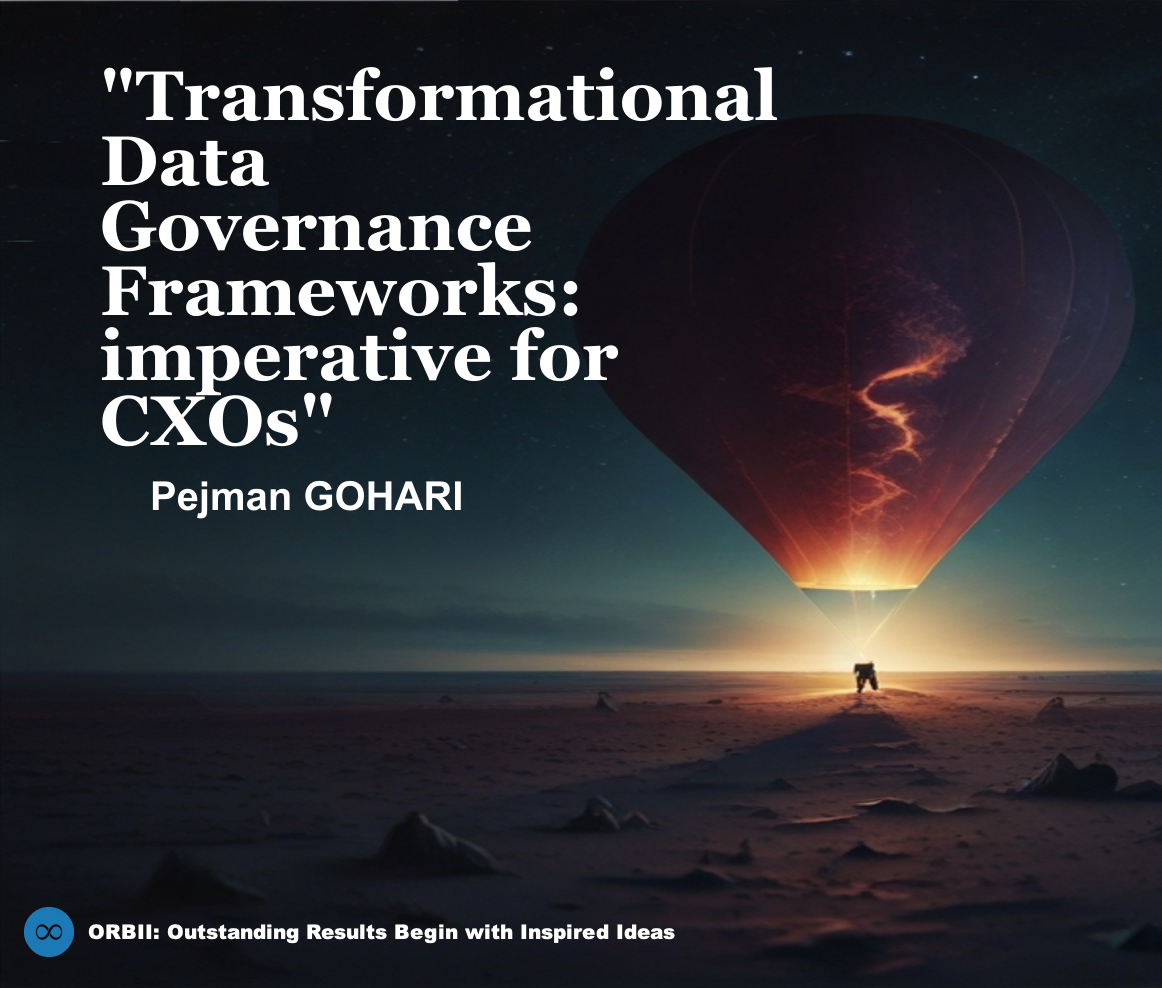 "Transformational
Data
Governance
Frameworks:
imperative for
CXOs"
Pejman GOHARI
ORBII: Outstanding Results Begin with Inspired Ideas